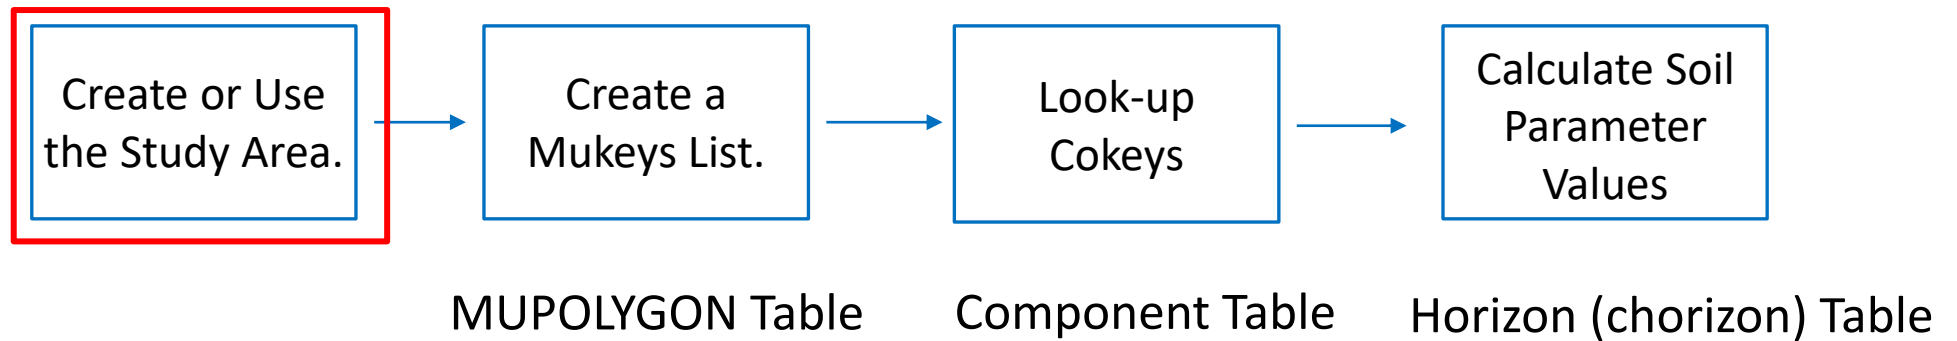 Create or Use
the Study Area.
Create a
Mukeys List.
Look-up
Cokeys
Calculate Soil
Parameter
Values
MUPOLYGON Table
Component Table
Horizon (chorizon) Table